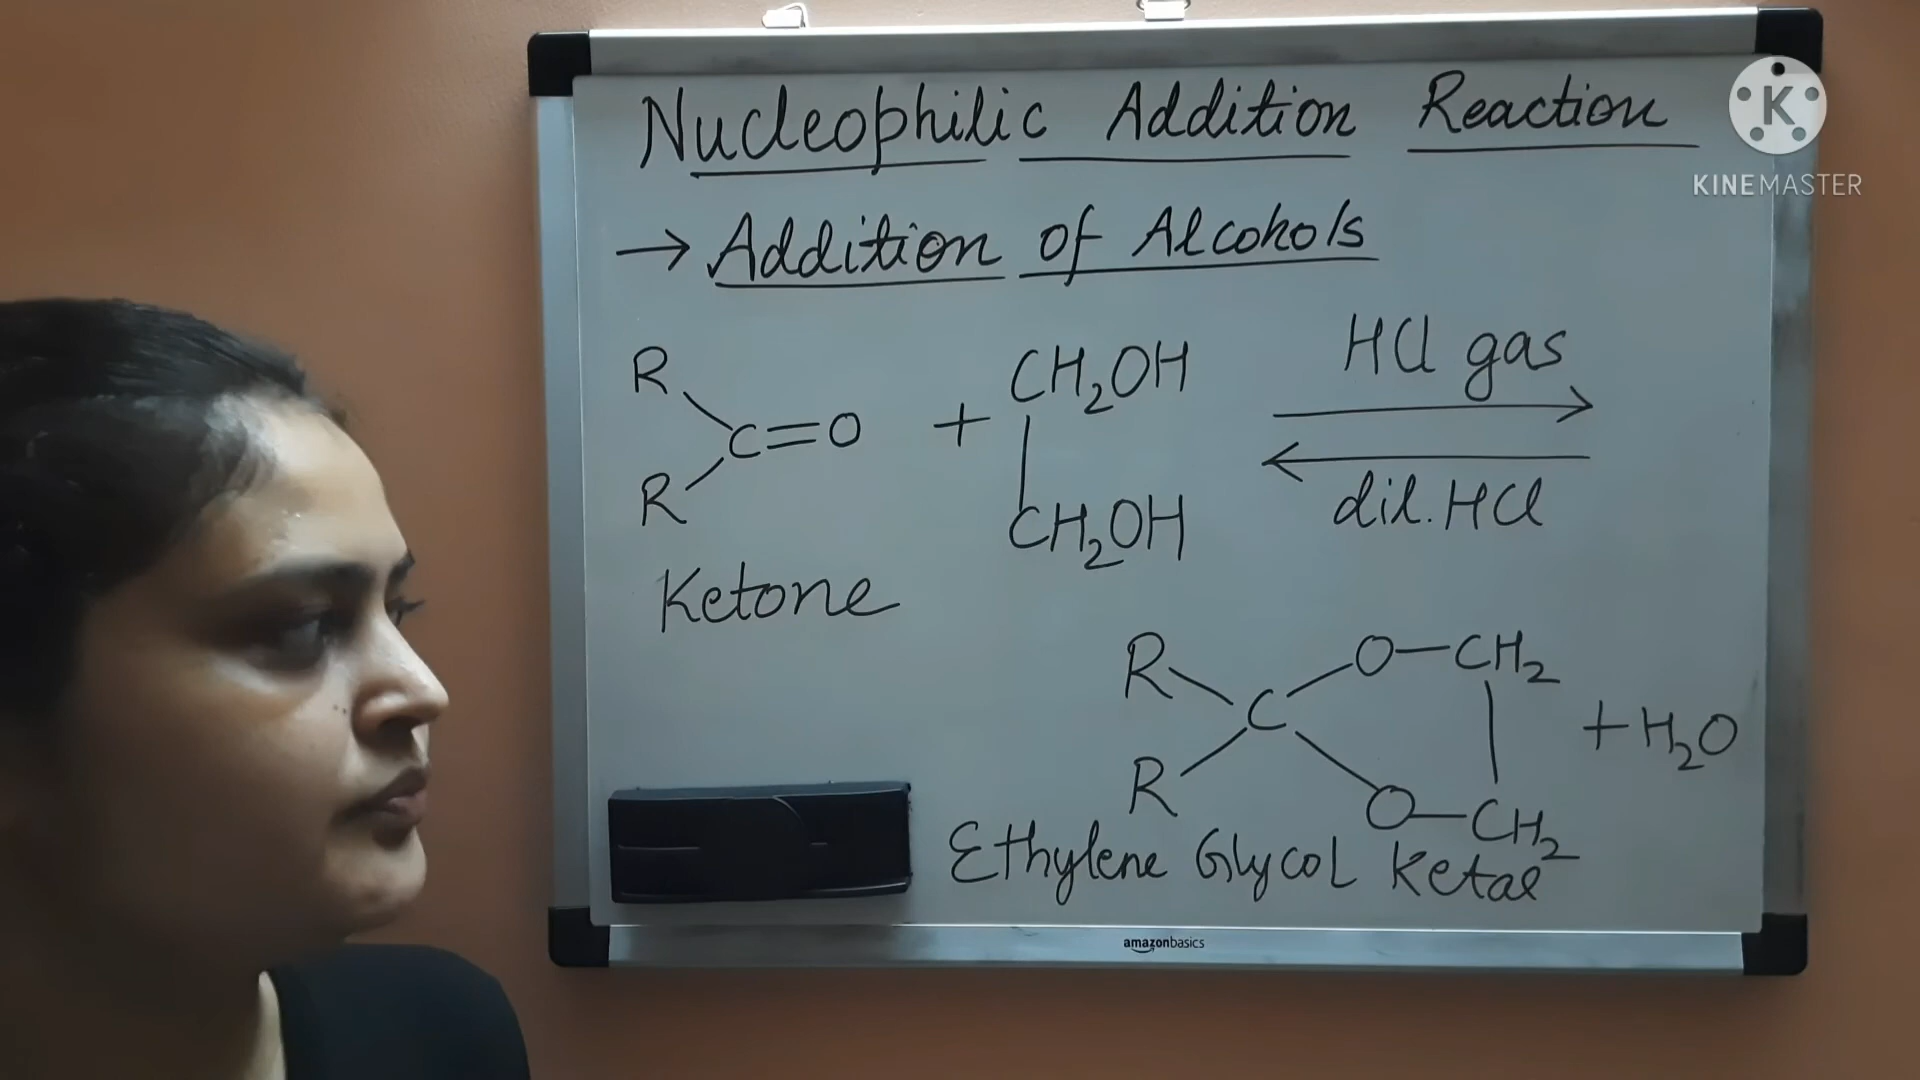 Nucleophilic Addition Reaction
K
KINEMASTER
→ Addition of Alcohols
R
R
C=O
+
CH₂OH
CH₂OH
HCl gas
dil. HCl
Ketone
R
R
C
O-CH₂
O-CH₂
+ H₂O
Ethylene Glycol Ketal
amazonbasics